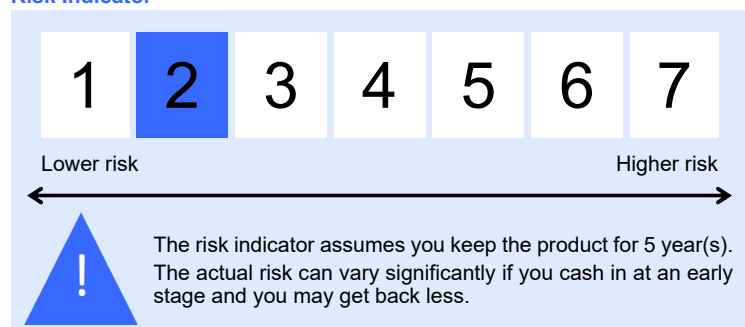 Risk indicator
1 2 3 4 5 6 7
Lower risk Higher risk
!
The risk indicator assumes you keep the product for 5 year(s).
The actual risk can vary significantly if you cash in at an early
stage and you may get back less.